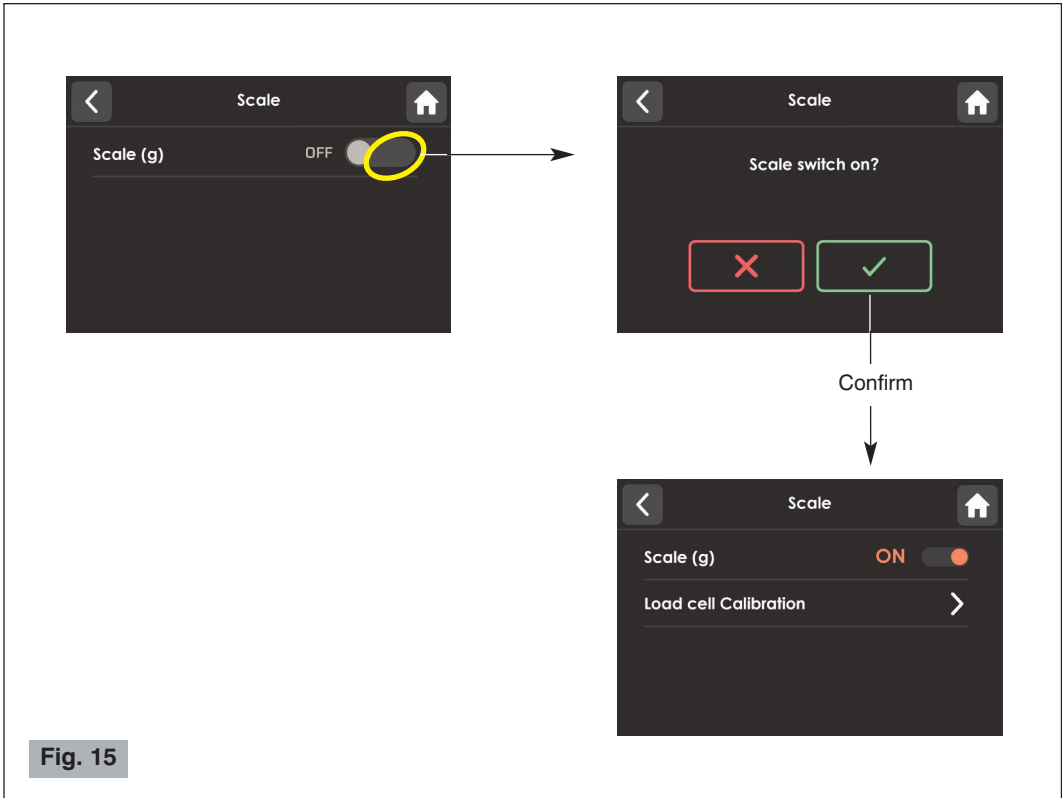 Scale
Scale (g) OFF
Scale
Scale switch on?
Confirm
Scale
Scale (g) ON
Load cell Calibration
Fig. 15